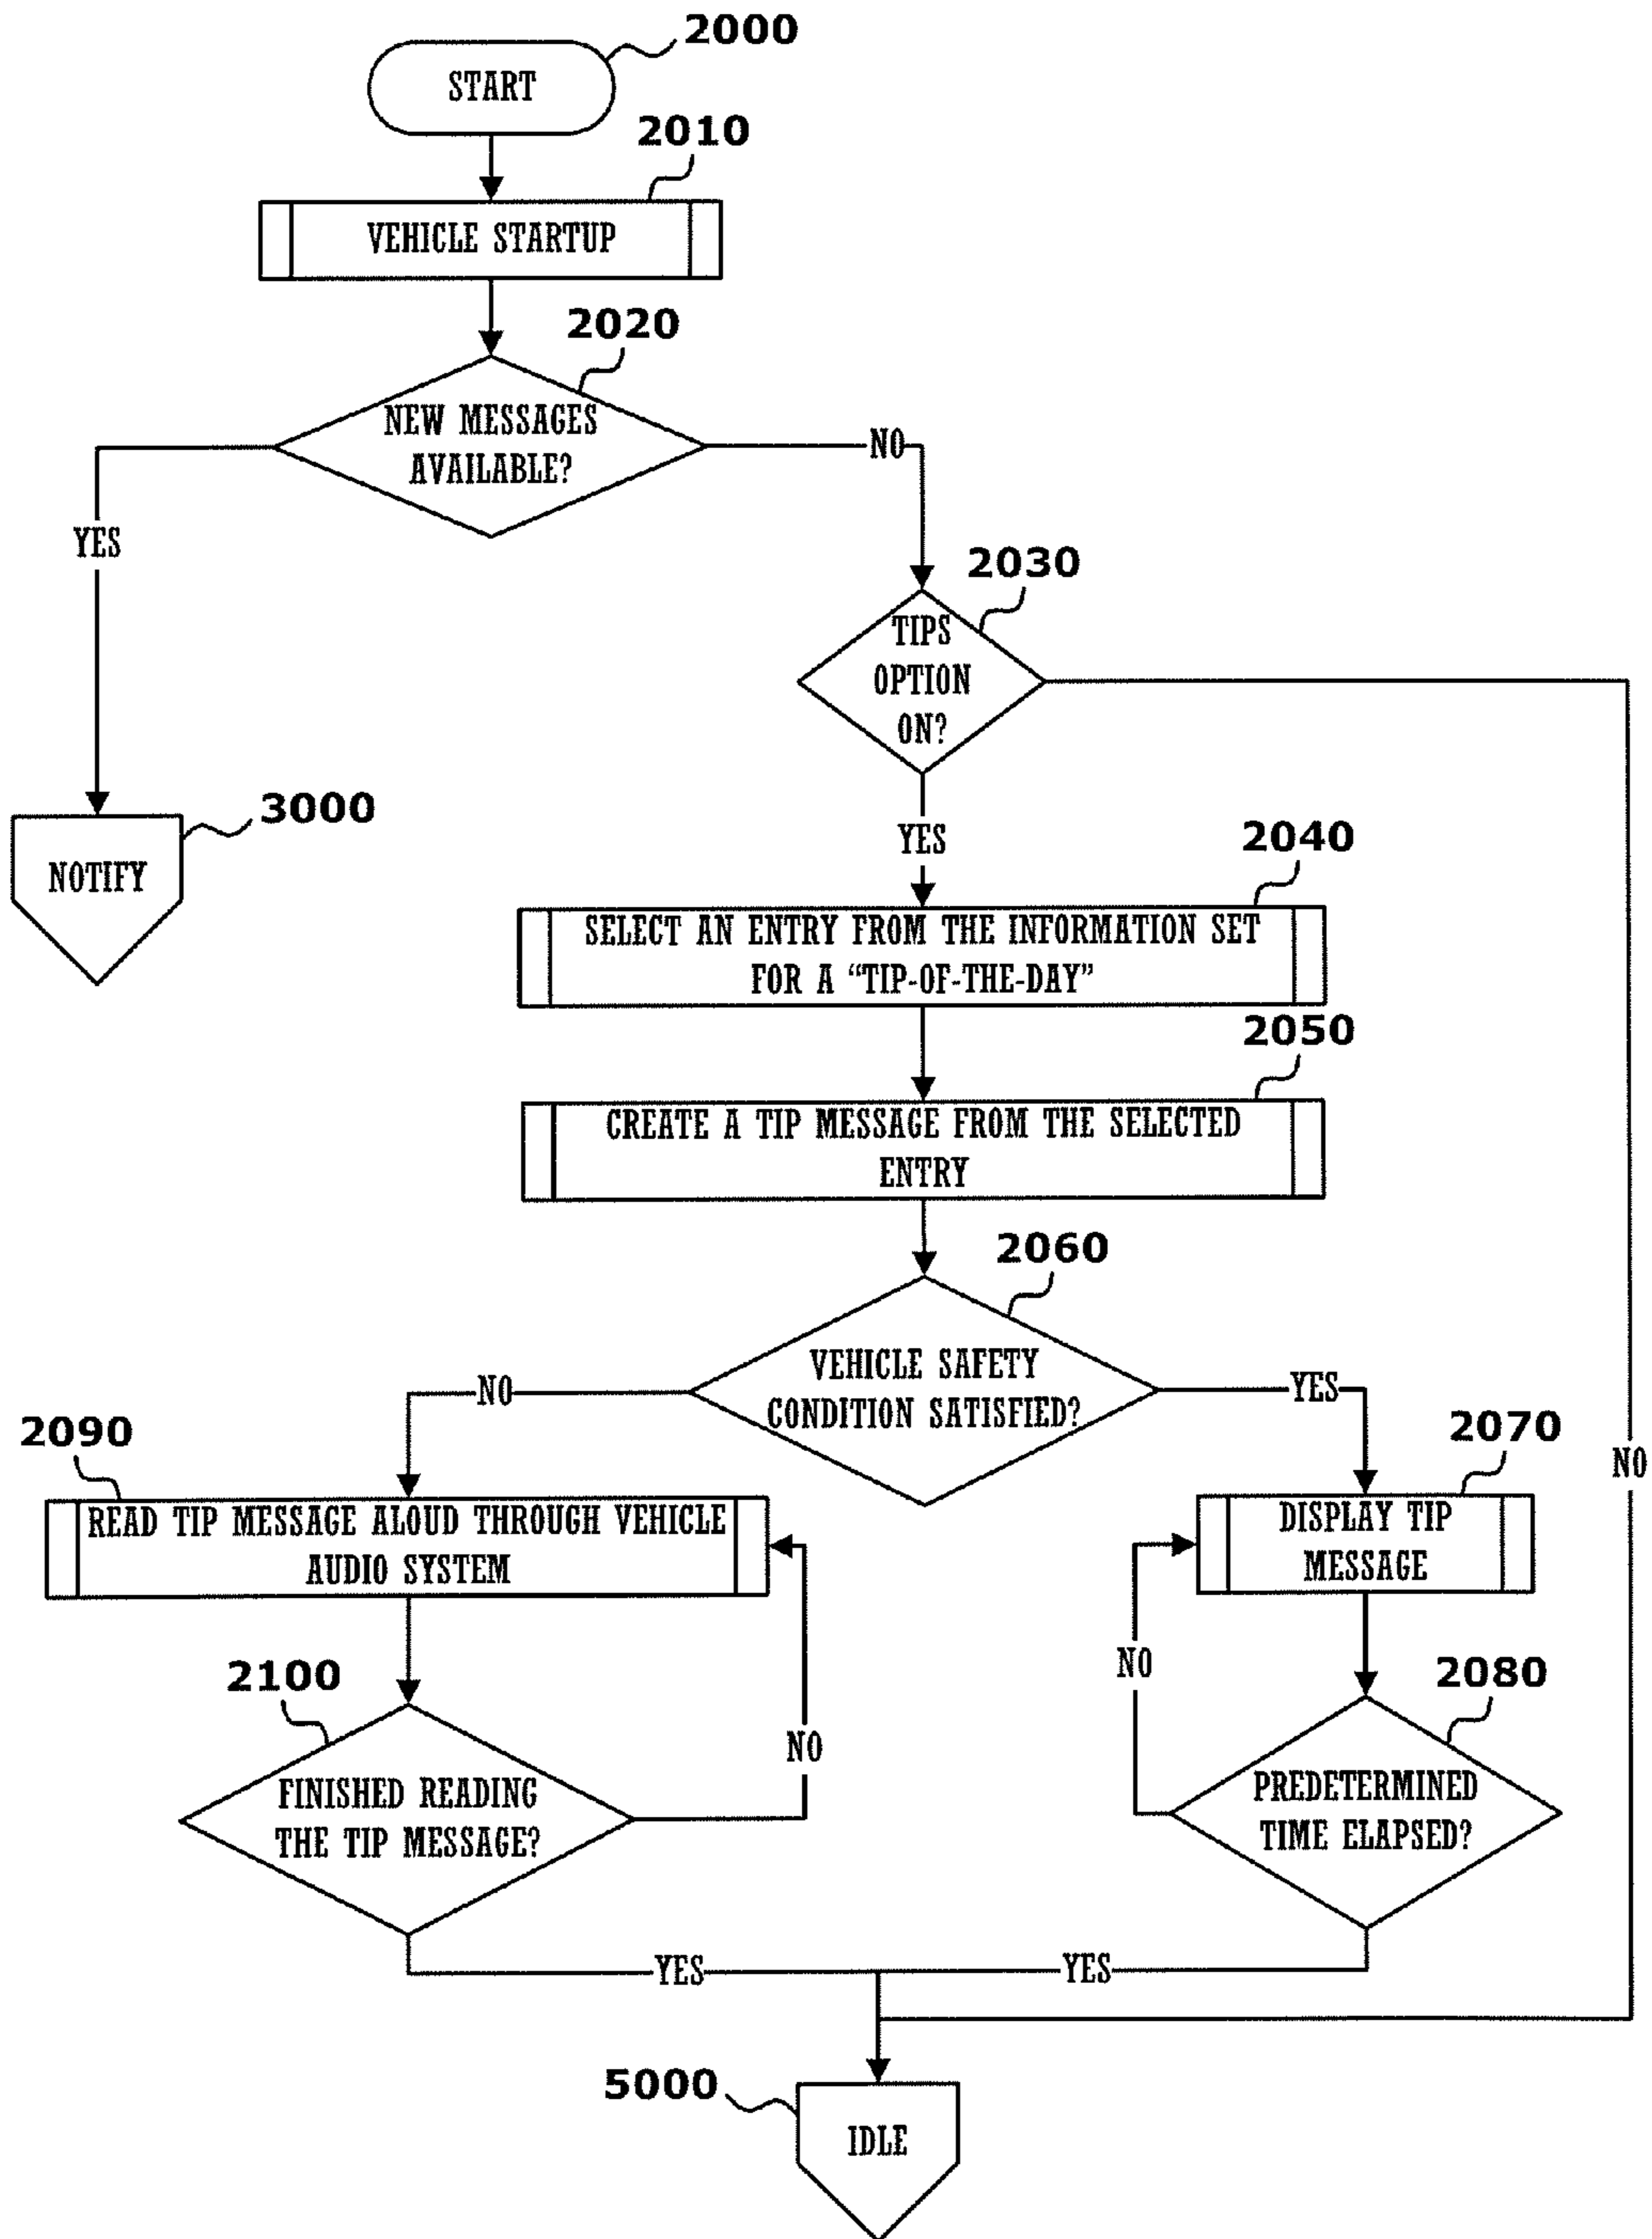 2000
START
2010
VEHICLE STARTUP
2020
NEW MESSAGES
AVAILABLE?
NO
YES
2030
TIPS
OPTION
ON?
3000
NOTIFY
YES
2040
SELECT AN ENTRY FROM THE INFORMATION SET
FOR A “TIP-OF-THE-DAY”
2050
CREATE A TIP MESSAGE FROM THE SELECTED
ENTRY
2060
VEHICLE SAFETY
CONDITION SATISFIED?
NO
YES
2090
2070
NO
READ TIP MESSAGE ALOUD THROUGH VEHICLE
AUDIO SYSTEM
DISPLAY TIP
MESSAGE
2100
NO
2080
NO
FINISHED READING
THE TIP MESSAGE?
PREDETERMINED
TIME ELAPSED?
YES
YES
5000
IDLE